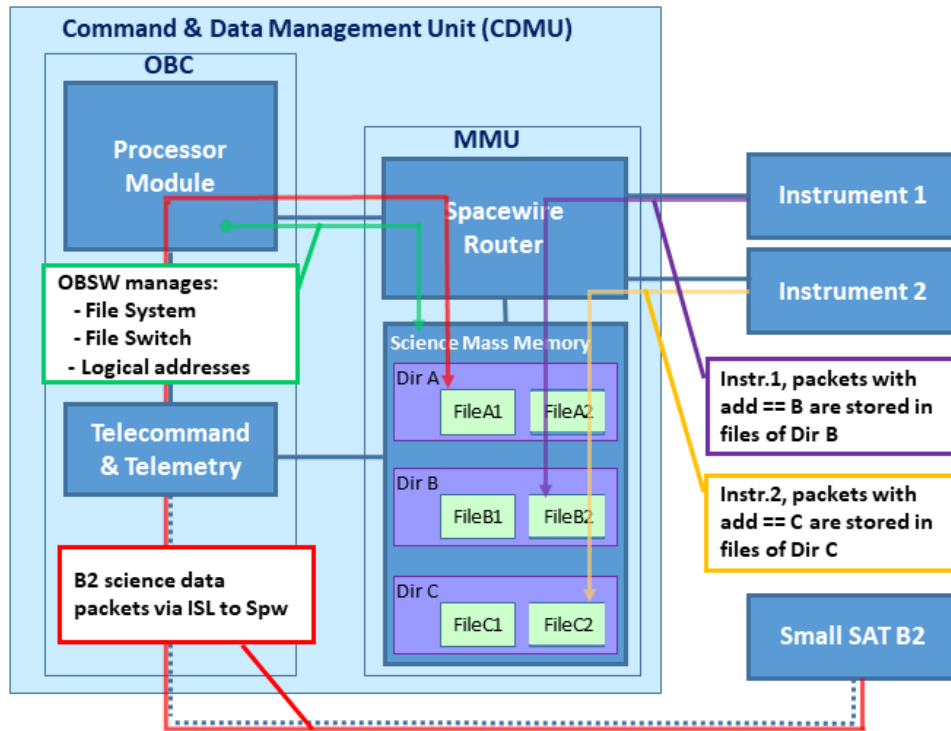 Command & Data Management Unit (CDMU)
OBC
Processor
Module
MMU
Spacewire
Router
Instrument 1
Instrument 2
OBSW manages:
- File System
- File Switch
- Logical addresses
Science Mass Memory
Dir A
FileA1
FileA2
Instr.1, packets with
add == B are stored in
files of Dir B
Telecommand
& Telemetry
Dir B
FileB1
FileB2
Instr.2, packets with
add == C are stored in
files of Dir C
B2 science data
packets via ISL to Spw
Dir C
FileC1
FileC2
Small SAT B2